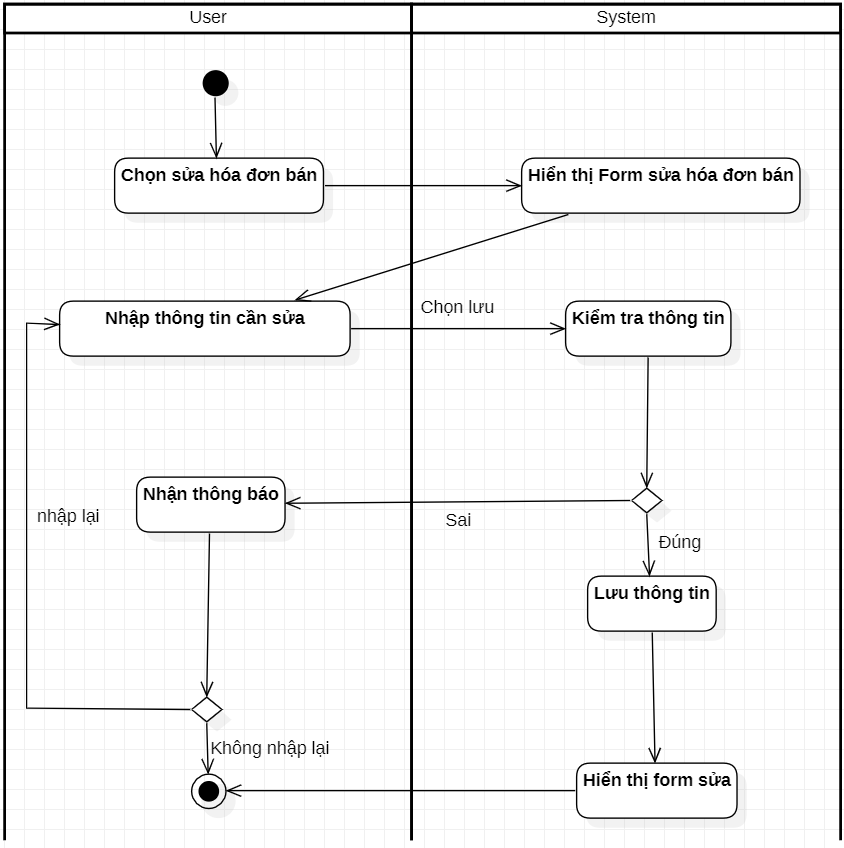 User
System
Chọn sửa hóa đơn bán
Hiển thị Form sửa hóa đơn bán
Nhập thông tin cần sửa
Chọn lưu
Kiểm tra thông tin
Nhận thông báo
nhập lại
Sai
Đúng
Lưu thông tin
Không nhập lại
Hiển thị form sửa